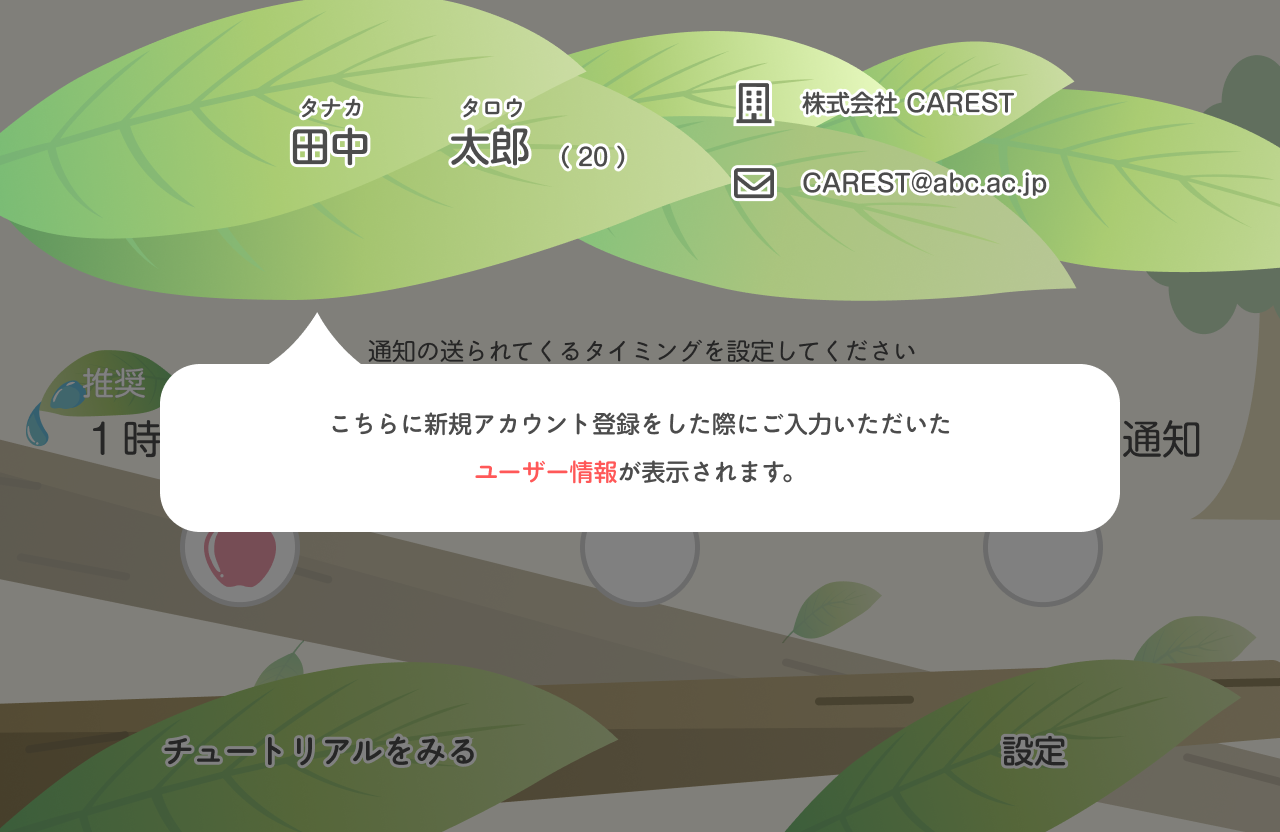 タナカ タロウ
田中 太郎 ( 20 )
株式会社 CAREST
CAREST@abc.ac.jp
通知の送られてくるタイミングを設定してください
推奨
1 時
通知
こちらに新規アカウント登録をした際にご入力いただいた
ユーザー情報が表示されます。
チュートリアルをみる
設定